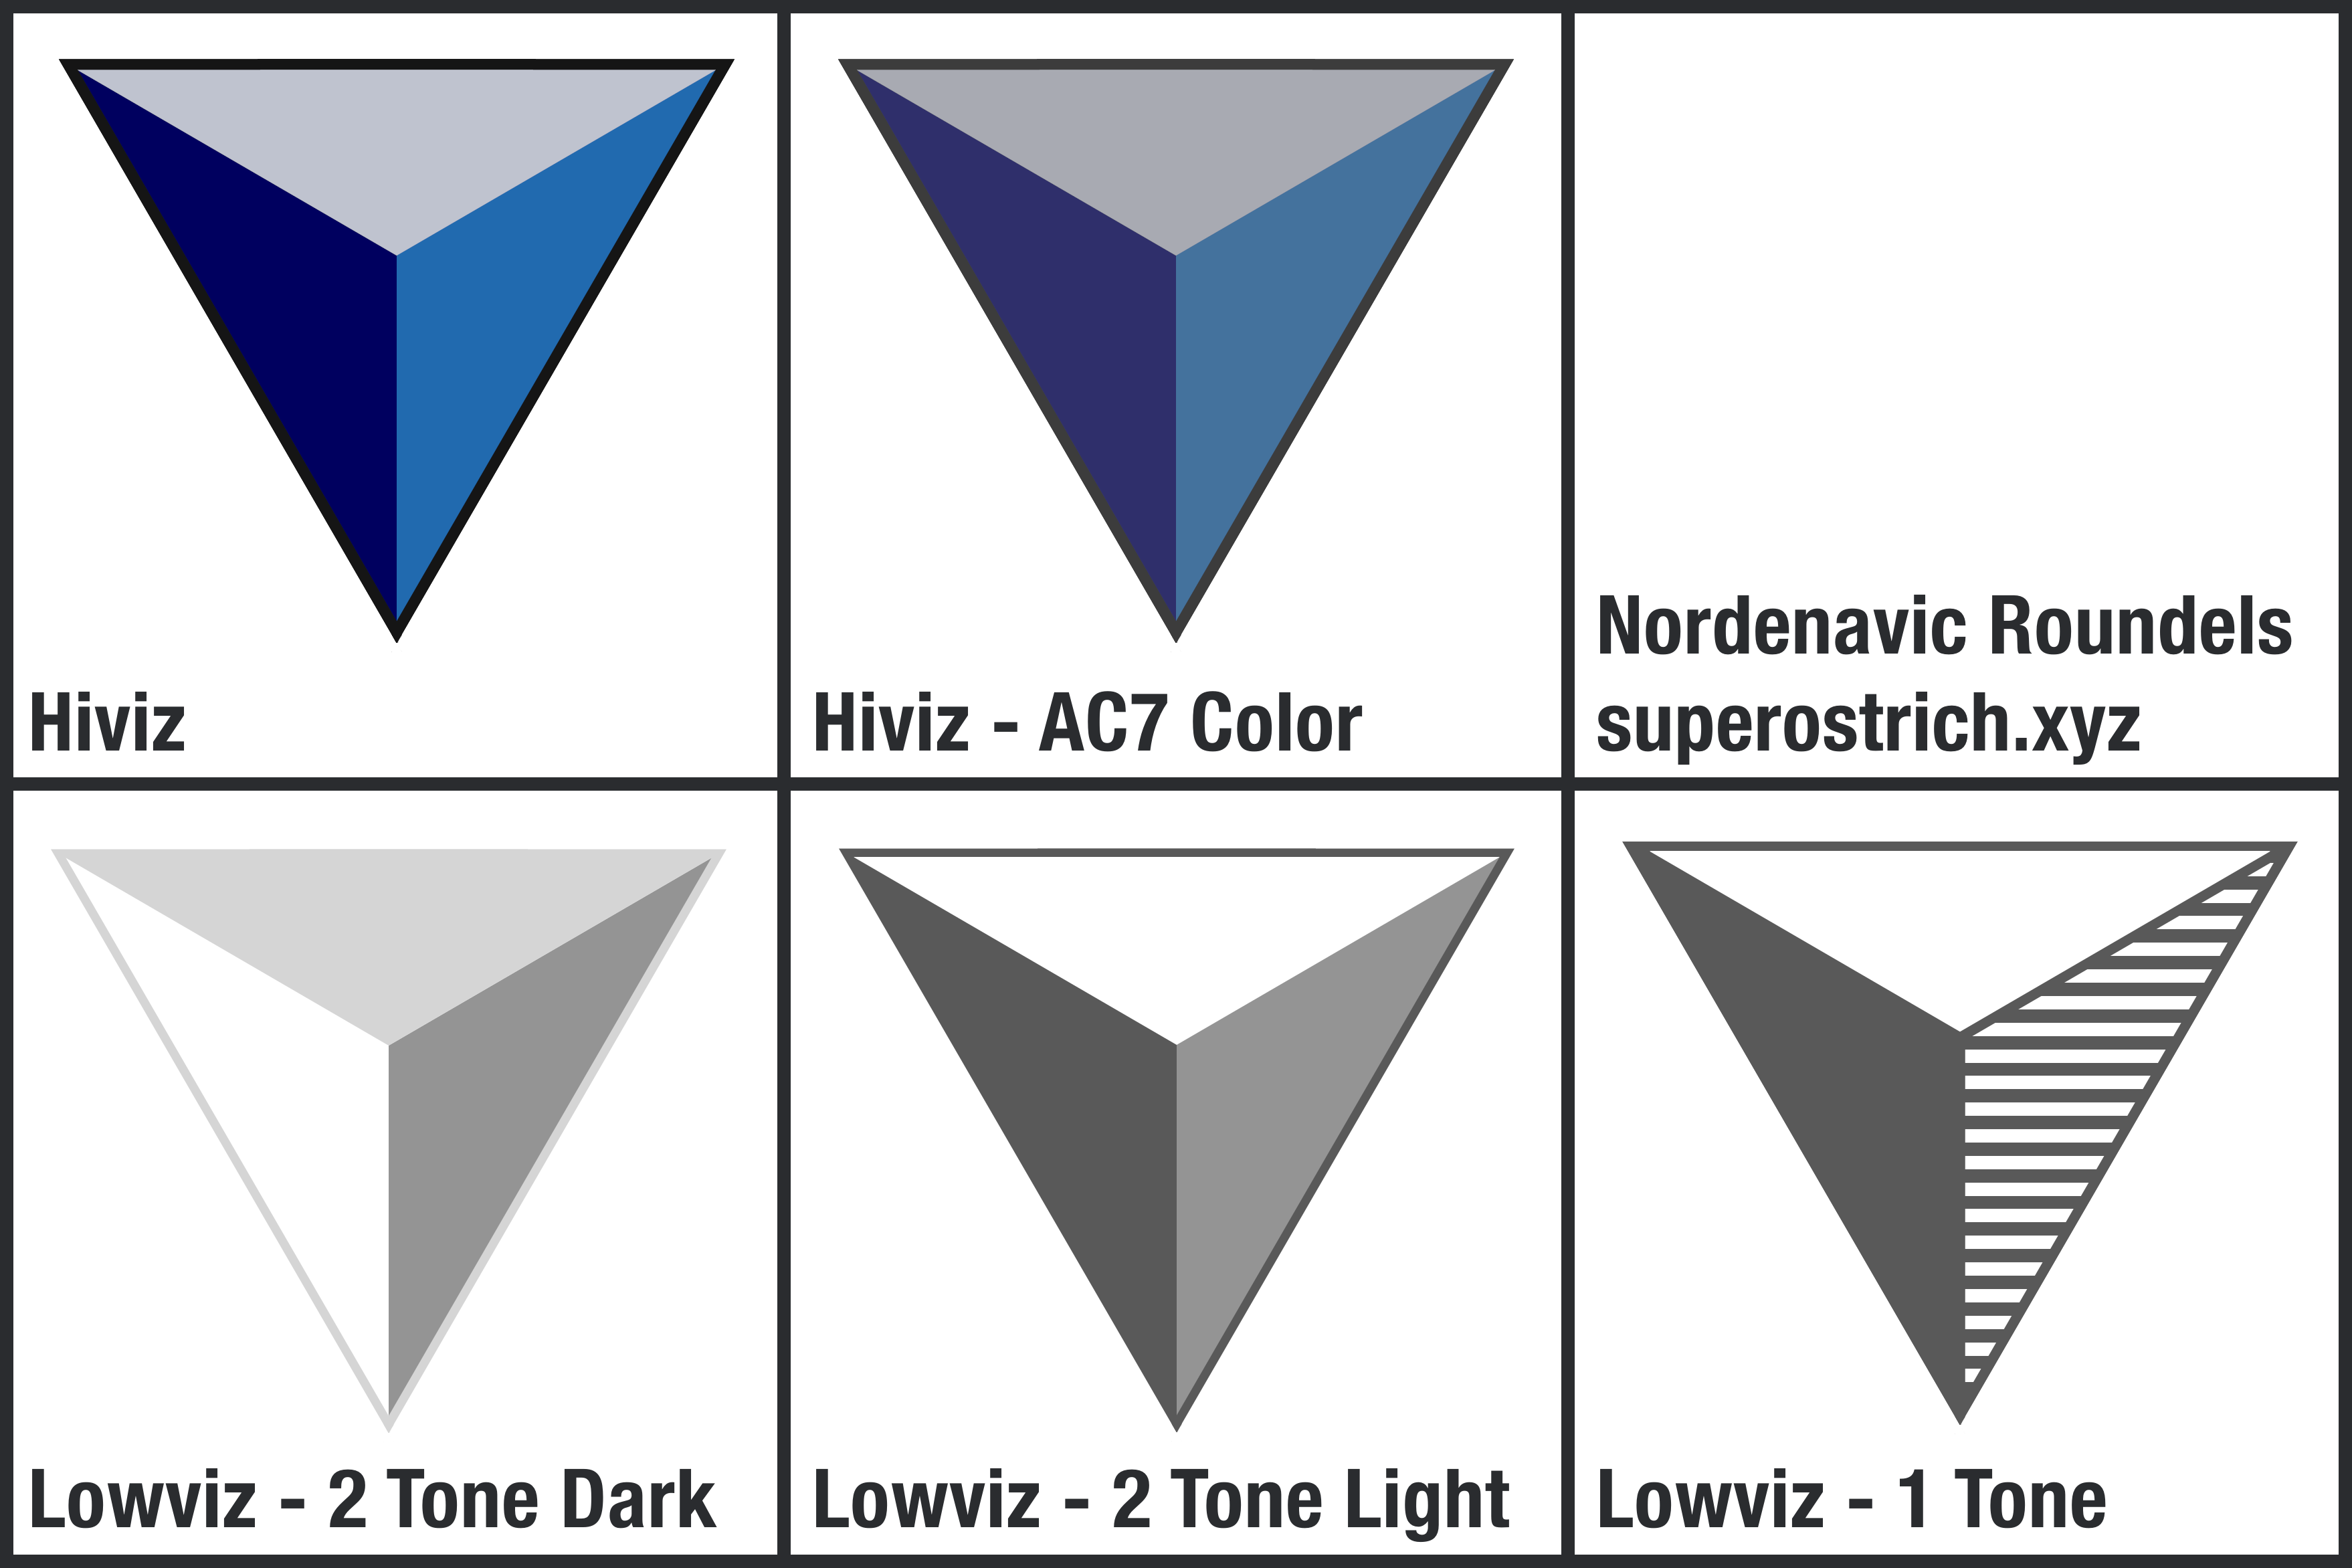 Hiviz
Hiviz - AC7 Color
Nordenavic Roundels
superostrich.xyz
Lowviz - 2 Tone Dark
Lowviz - 2 Tone Light
Lowviz - 1 Tone